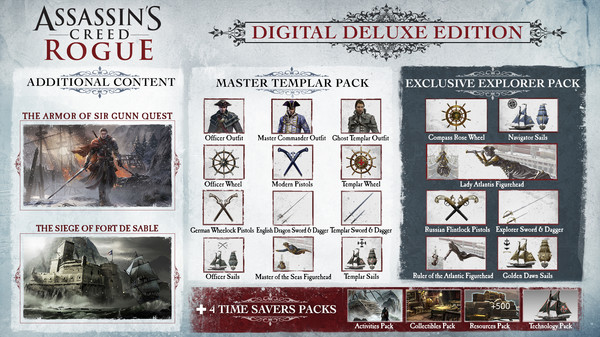 ASSASSIN'S
CREED
ROGUE
DIGITAL DELUXE EDITION
ADDITIONAL CONTENT
THE ARMOR OF SIR GUNN QUEST
THE SIEGE OF FORT DE SABLE
MASTER TEMPLAR PACK
Officer Outfit
Master Commander Outfit
Ghost Templar Outfit
Officer Wheel
Modern Pistols
Templar Wheel
German Wheelock Pistols
English Dragon Sword & Dagger
Templar Sword & Dagger
Officer Sails
Master of the Seas Figurehead
Templar Sails
EXCLUSIVE EXPLORER PACK
Compass Rose Wheel
Navigator Sails
Lady Atlantis Figurehead
Russian Flintlock Pistols
Explorer Sword & Dagger
Ruler of the Atlantic Figurehead
Golden Dawn Sails
+ 4 TIME SAVERS PACKS
Activities Pack
Collectibles Pack
+500
Resources Pack
Technology Pack